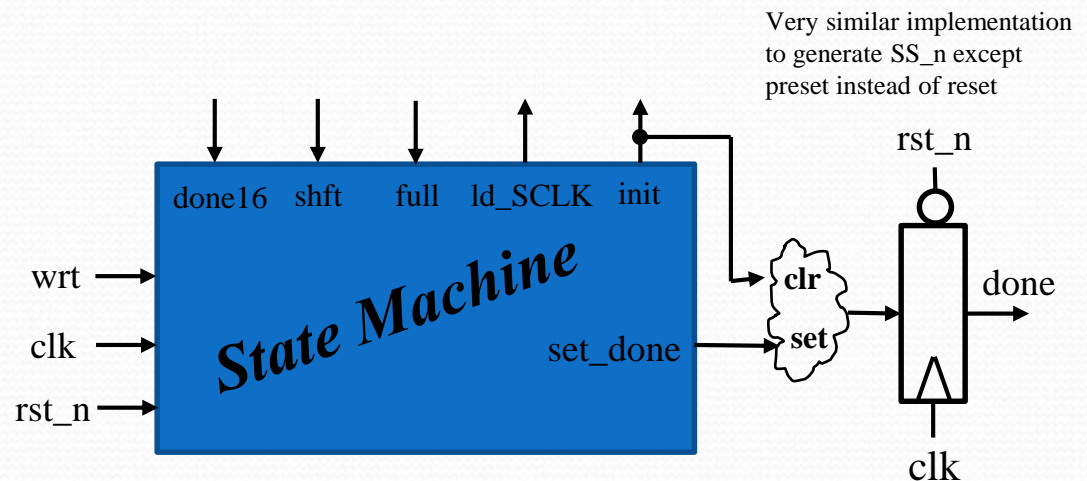 Very similar implementation
to generate SS_n except
preset instead of reset
rst_n
done16 shft full ld_SCLK init
wrt
clk
rst_n
State Machine
set_done
clr
set
done
clk